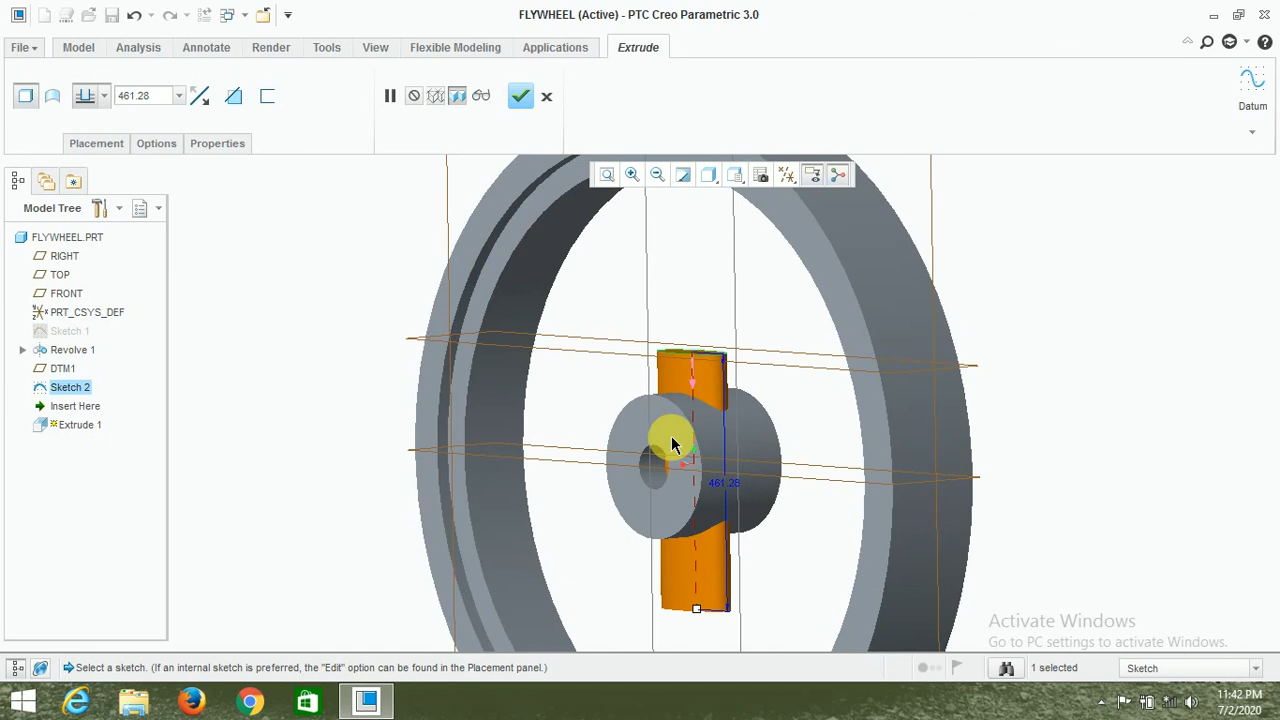 FLYWHEEL (Active) - PTC Creo Parametric 3.0
File Model Analysis Annotate Render Tools View Flexible Modeling Applications Extrude
461.28
Datum
Placement Options Properties
Model Tree
FLYWHEEL.PRT
RIGHT
TOP
FRONT
PRT_CSYS_DEF
Sketch 1
Revolve 1
DTM1
Sketch 2
Insert Here
Extrude 1
461.28
Activate Windows
Go to PC settings to activate Windows.
Select a sketch. (If an internal sketch is preferred, the "Edit" option can be found in the Placement panel.)
1 selected
Sketch
11:42 PM
7/2/2020